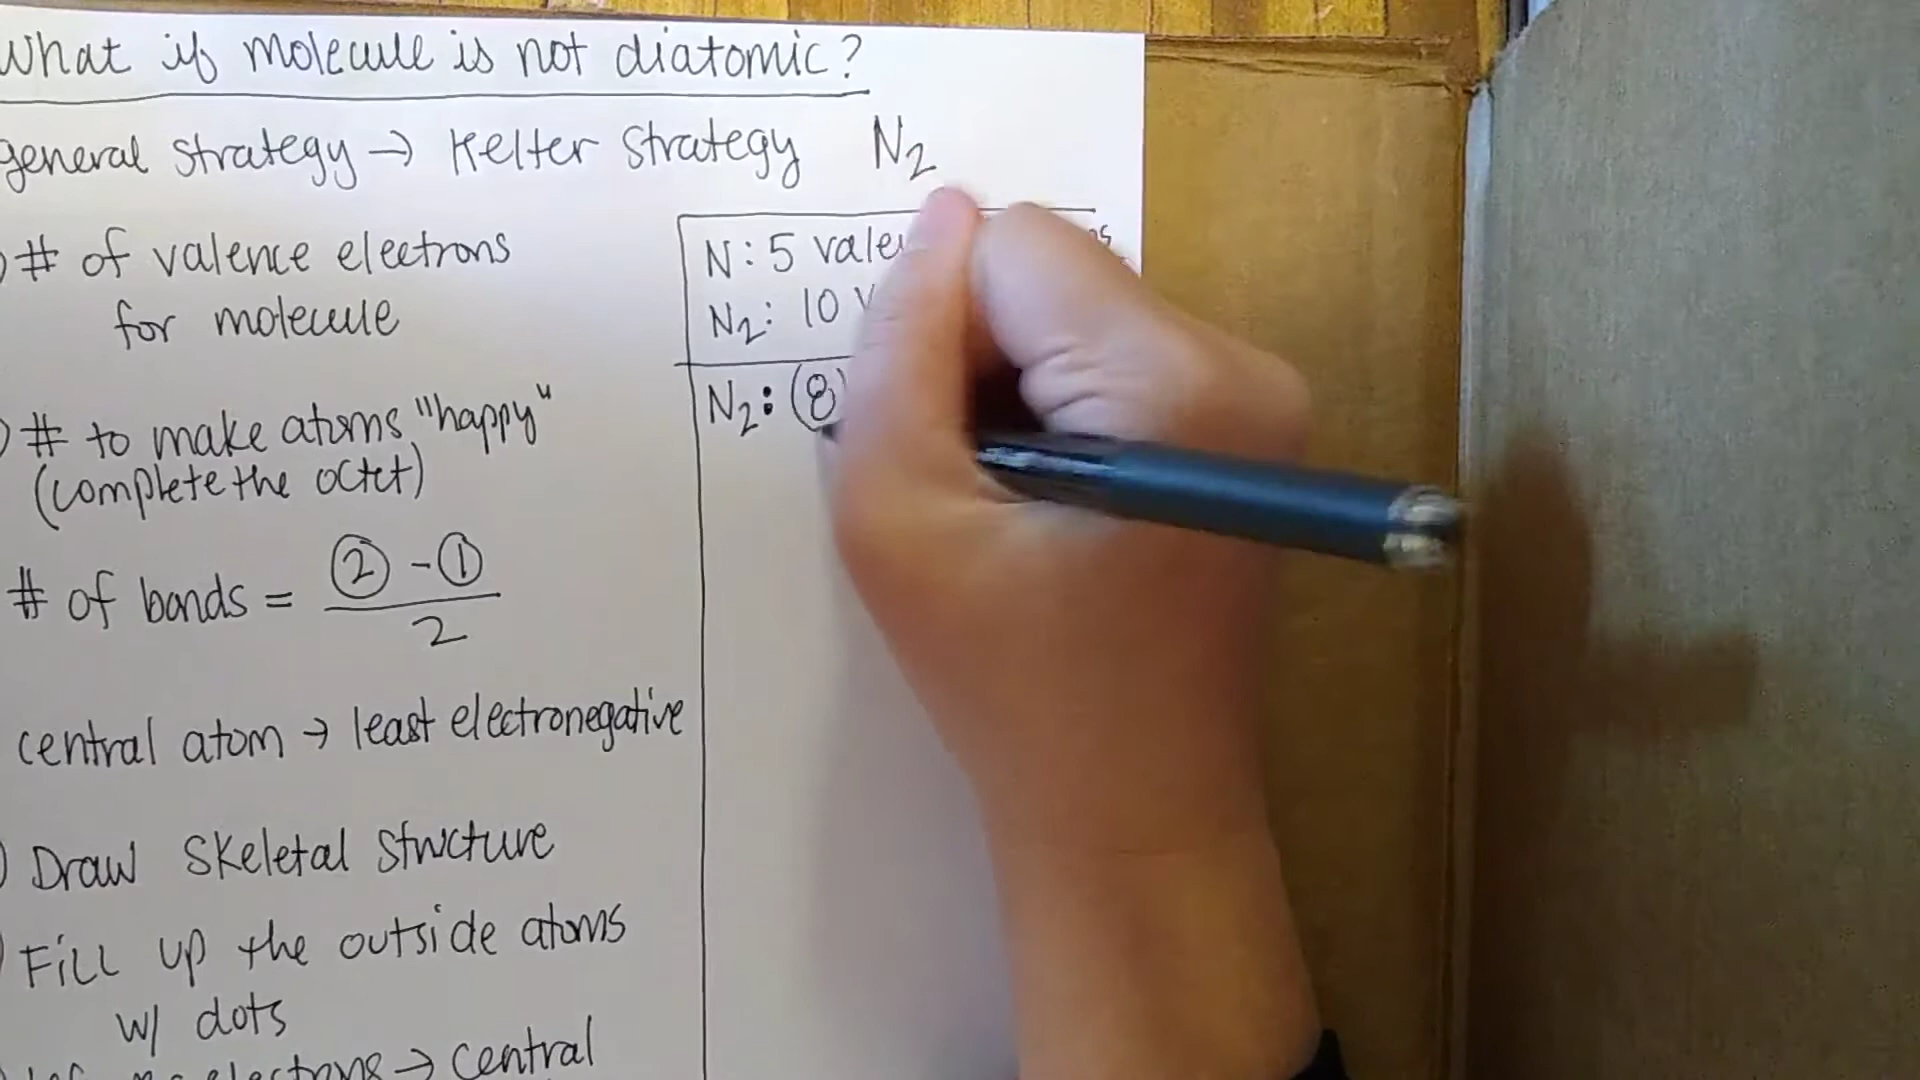 What if molecule is not diatomic?
general strategy → Kelter strategy N2
) # of valence electrons
for molecule
) # to make atoms "happy"
(complete the octet)
# of bonds = (2) - (1) / 2
central atom → least electronegative
) Draw skeletal structure
) Fill up the outside atoms
w/ dots
→ central
N: 5
N2: 10
N2: (8)